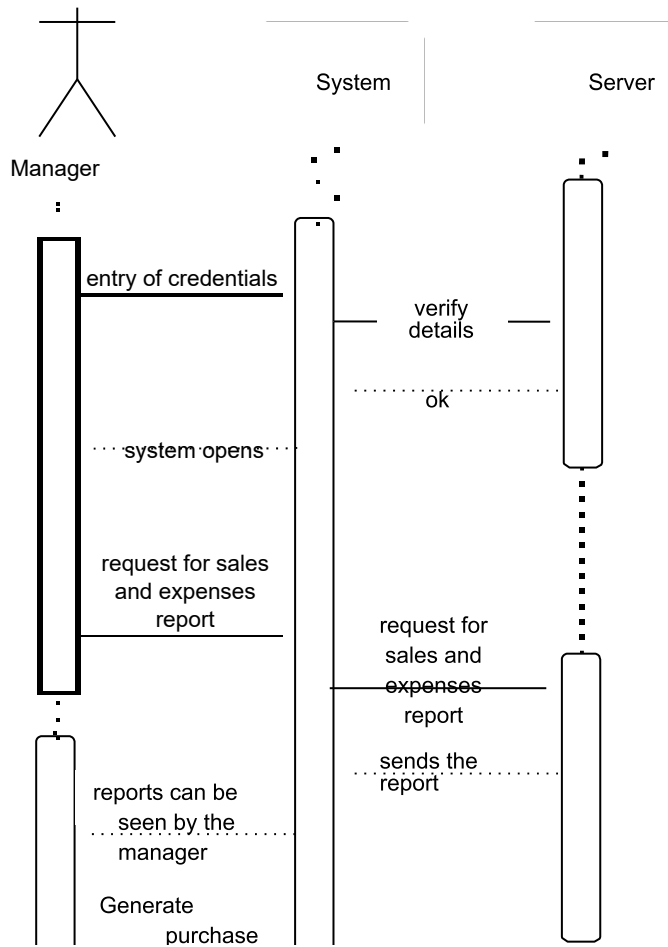 System
Server
Manager
entry of credentials
verify
details
ok
system opens
request for sales
and expenses
report
request for
sales and
expenses
report
sends the
report
reports can be
seen by the
manager
Generate
purchase